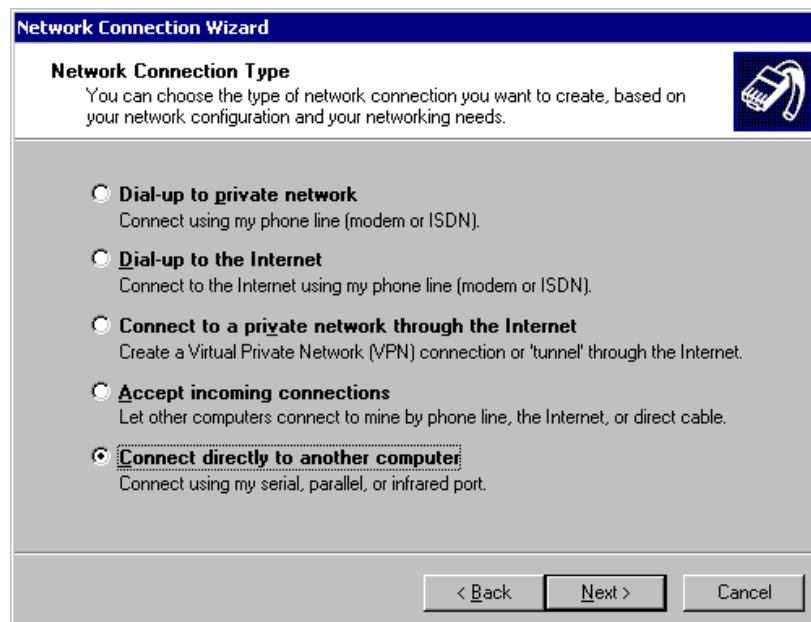 Network Connection Wizard
Network Connection Type
You can choose the type of network connection you want to create, based on
your network configuration and your networking needs.
Dial-up to private network
Connect using my phone line (modem or ISDN).
Dial-up to the Internet
Connect to the Internet using my phone line (modem or ISDN).
Connect to a private network through the Internet
Create a Virtual Private Network (VPN) connection or 'tunnel' through the Internet.
Accept incoming connections
Let other computers connect to mine by phone line, the Internet, or direct cable.
Connect directly to another computer
Connect using my serial, parallel, or infrared port.
< Back Next > Cancel